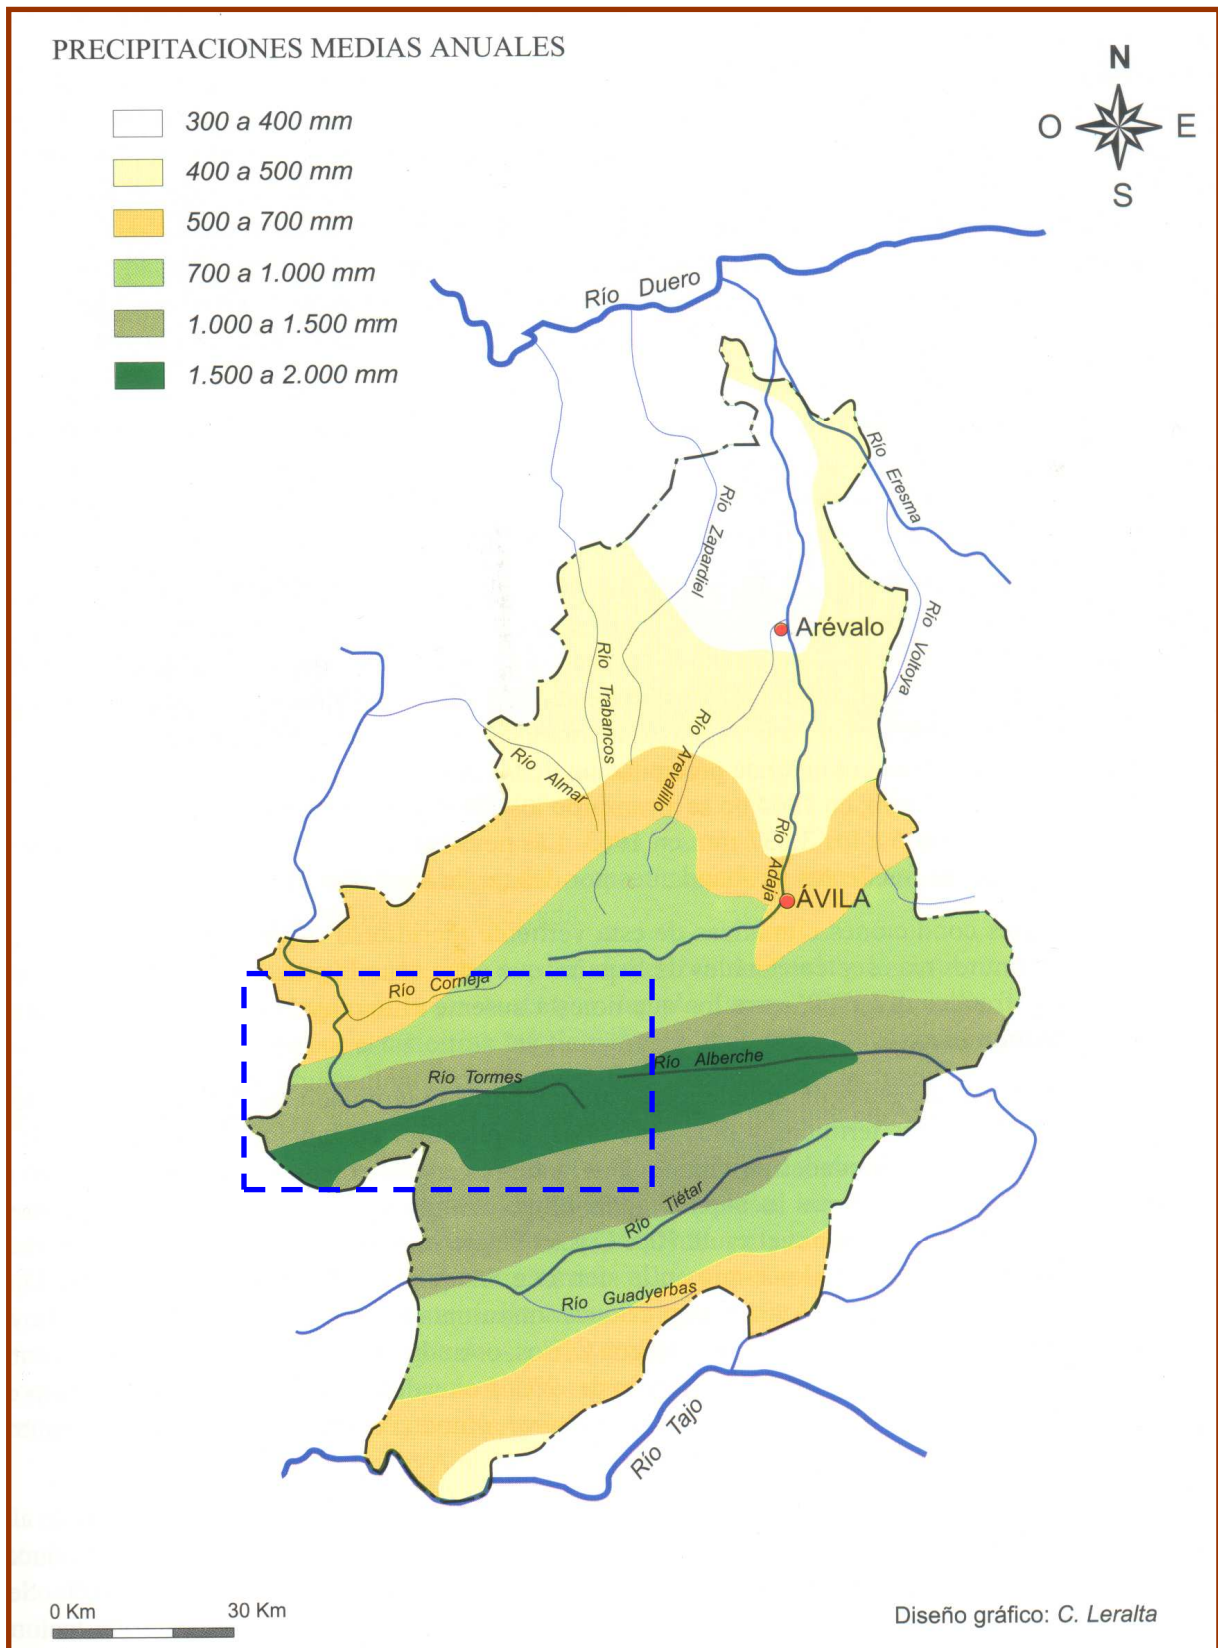 PRECIPITACIONES MEDIAS ANUALES
N
O
E
S
300 a 400 mm
400 a 500 mm
500 a 700 mm
700 a 1.000 mm
1.000 a 1.500 mm
1.500 a 2.000 mm
Río Duero
Río Eresma
Río Zapardiel
Arévalo
Río Voltoya
Río Trabancos
Río Arevalillo
Río Almar
Río Adaja
ÁVILA
Río Corneja
Río Alberche
Río Tormes
Río Tiétar
Río Guadyerbas
Río Tajo
0 Km
30 Km
Diseño gráfico: C. Leralta